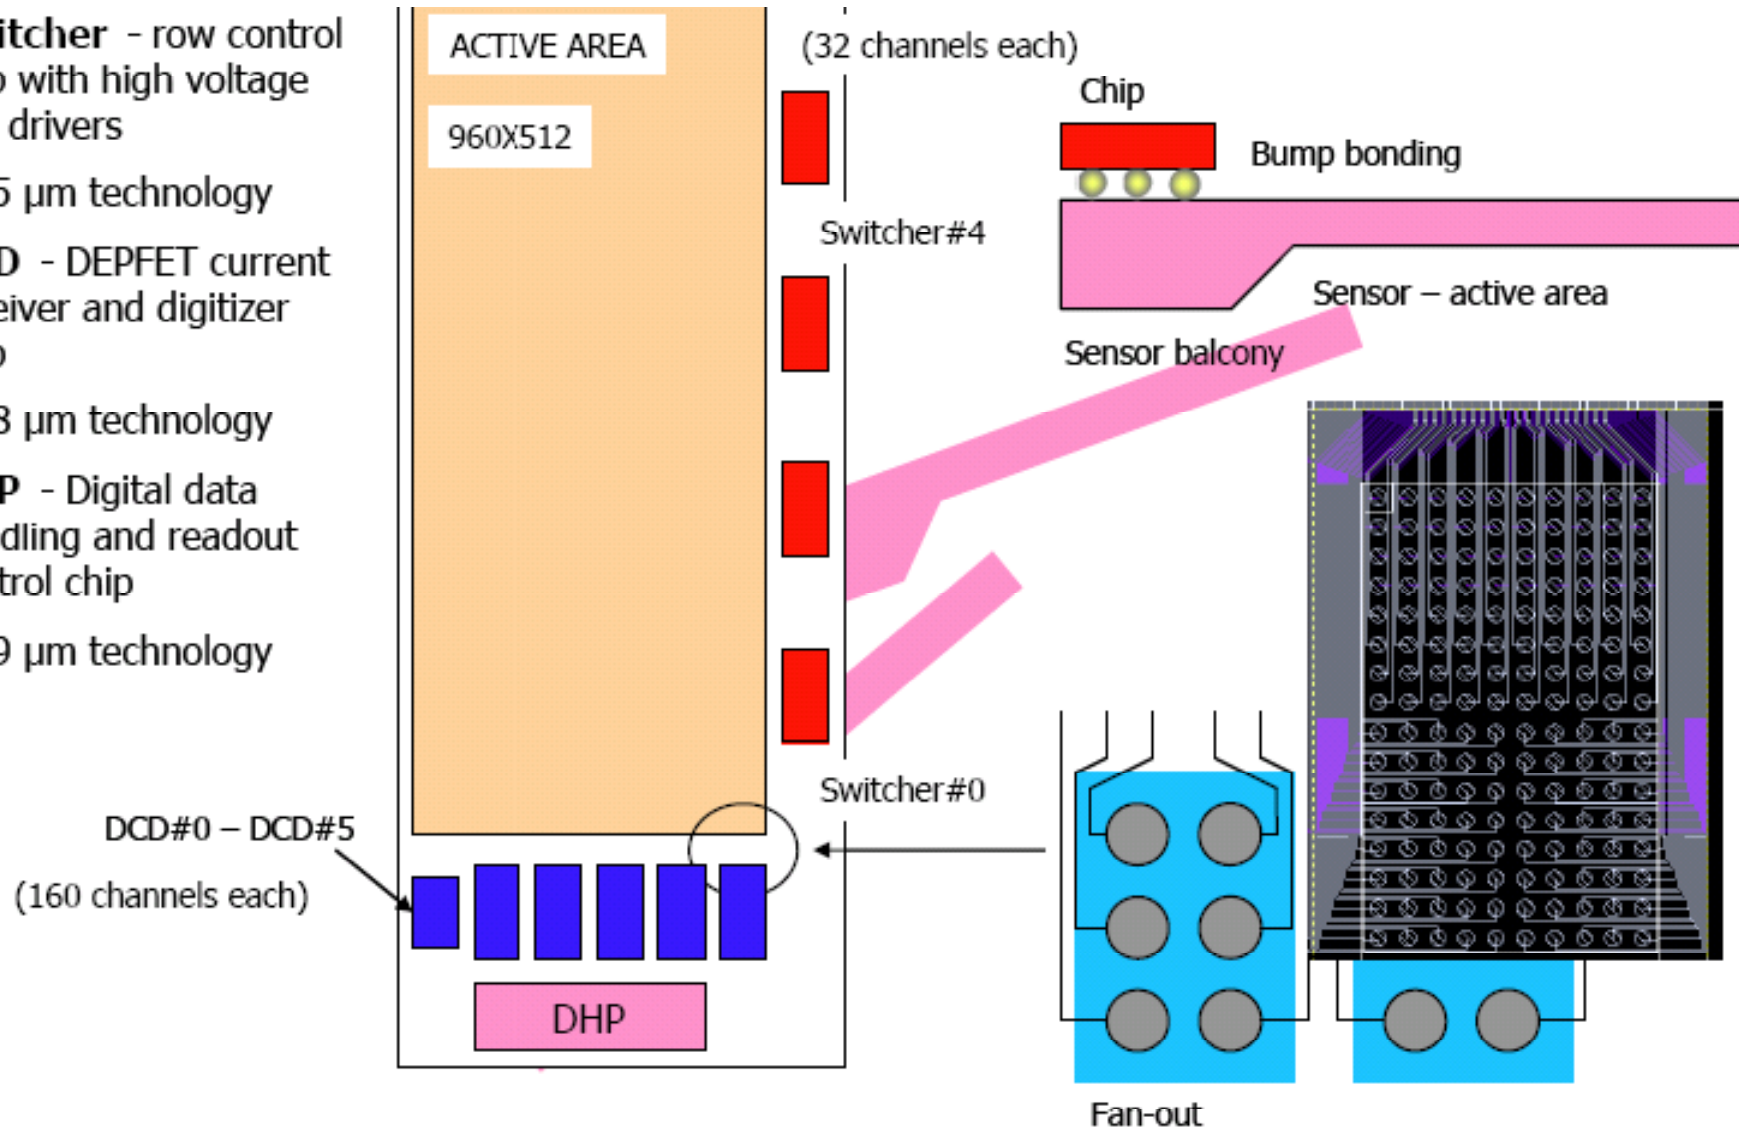 itcher - row control
with high voltage
drivers
5 µm technology
D - DEPFET current
eiver and digitizer
8 µm technology
P - Digital data
dling and readout
trol chip
9 µm technology
ACTIVE AREA
960X512
(32 channels each)
Switcher#4
Switcher#0
Chip
Bump bonding
Sensor – active area
Sensor balcony
DCD#0 – DCD#5
(160 channels each)
DHP
Fan-out